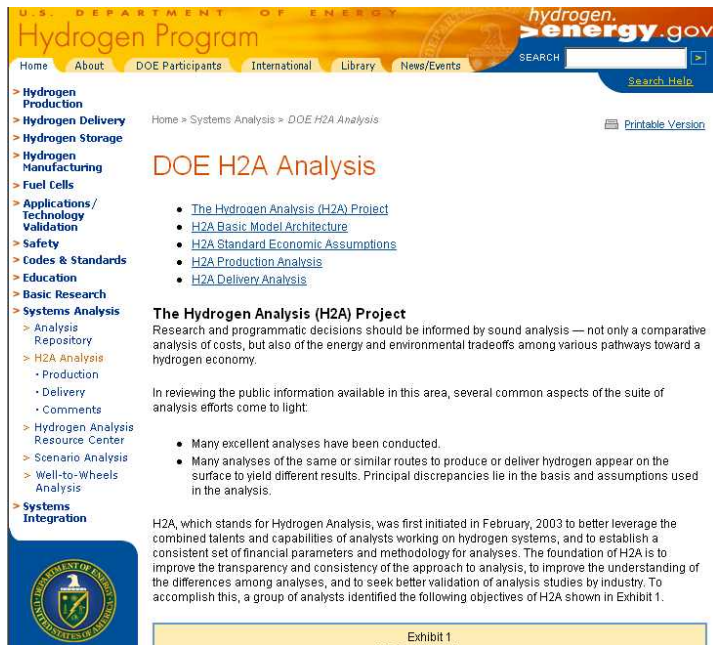 U.S. DEPARTMENT OF ENERGY
Hydrogen Program
hydrogen.
energy.gov
Home About DOE Participants International Library News/Events
SEARCH >
Search Help
> Hydrogen
Production
> Hydrogen Delivery
> Hydrogen Storage
> Hydrogen
Manufacturing
> Fuel Cells
> Applications/
Technology
Validation
> Safety
> Codes & Standards
> Education
> Basic Research
> Systems Analysis
> Analysis
Repository
> H2A Analysis
• Production
• Delivery
• Comments
> Hydrogen Analysis
Resource Center
> Scenario Analysis
> Well-to-Wheels
Analysis
> Systems
Integration
DEPARTMENT OF ENERGY
UNITED STATES OF AMERICA
Home » Systems Analysis » DOE H2A Analysis
Printable Version
DOE H2A Analysis
• The Hydrogen Analysis (H2A) Project
• H2A Basic Model Architecture
• H2A Standard Economic Assumptions
• H2A Production Analysis
• H2A Delivery Analysis
The Hydrogen Analysis (H2A) Project
Research and programmatic decisions should be informed by sound analysis — not only a comparative
analysis of costs, but also of the energy and environmental tradeoffs among various pathways toward a
hydrogen economy.
In reviewing the public information available in this area, several common aspects of the suite of
analysis efforts come to light:
• Many excellent analyses have been conducted.
• Many analyses of the same or similar routes to produce or deliver hydrogen appear on the
surface to yield different results. Principal discrepancies lie in the basis and assumptions used
in the analysis.
H2A, which stands for Hydrogen Analysis, was first initiated in February, 2003 to better leverage the
combined talents and capabilities of analysts working on hydrogen systems, and to establish a
consistent set of financial parameters and methodology for analyses. The foundation of H2A is to
improve the transparency and consistency of the approach to analysis, to improve the understanding of
the differences among analyses, and to seek better validation of analysis studies by industry. To
accomplish this, a group of analysts identified the following objectives of H2A shown in Exhibit 1.
Exhibit 1